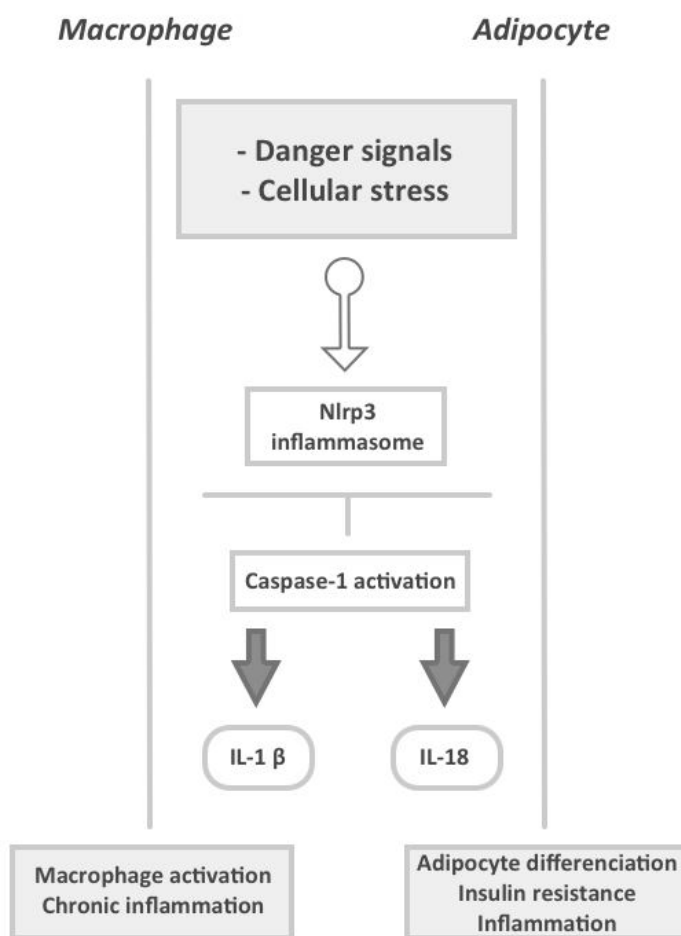 Macrophage
Adipocyte
- Danger signals
- Cellular stress
Nlrp3
inflammasome
Caspase-1 activation
IL-1 β
IL-18
Macrophage activation
Chronic inflammation
Adipocyte differenciation
Insulin resistance
Inflammation